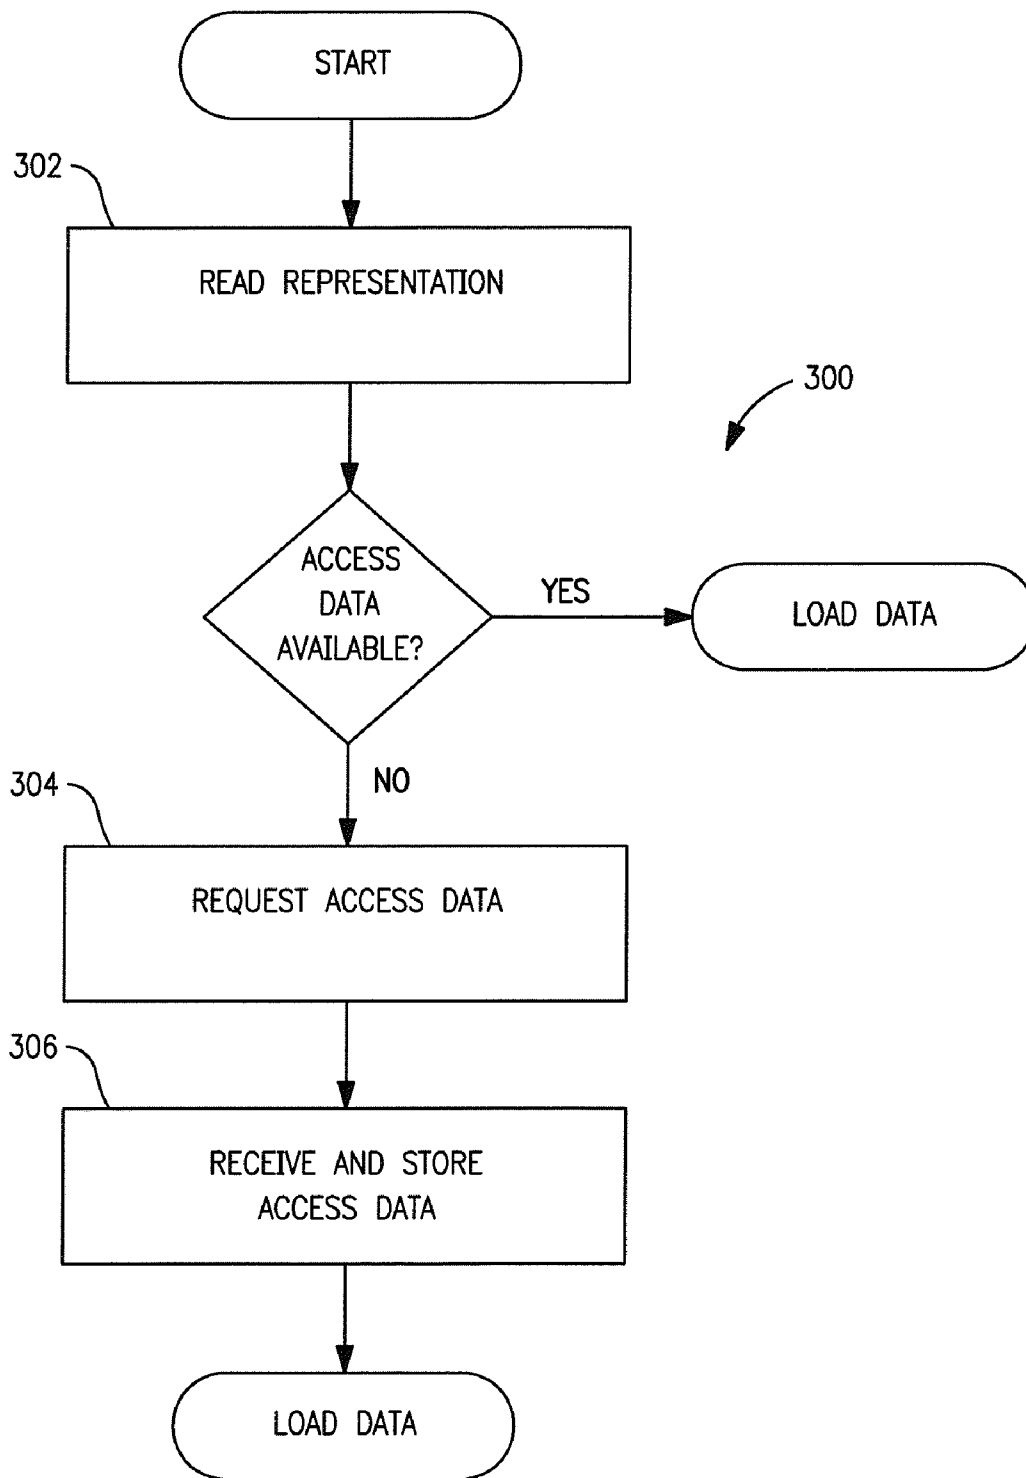 START
302
READ REPRESENTATION
300
ACCESS
DATA
AVAILABLE?
YES
LOAD DATA
NO
304
REQUEST ACCESS DATA
306
RECEIVE AND STORE
ACCESS DATA
LOAD DATA